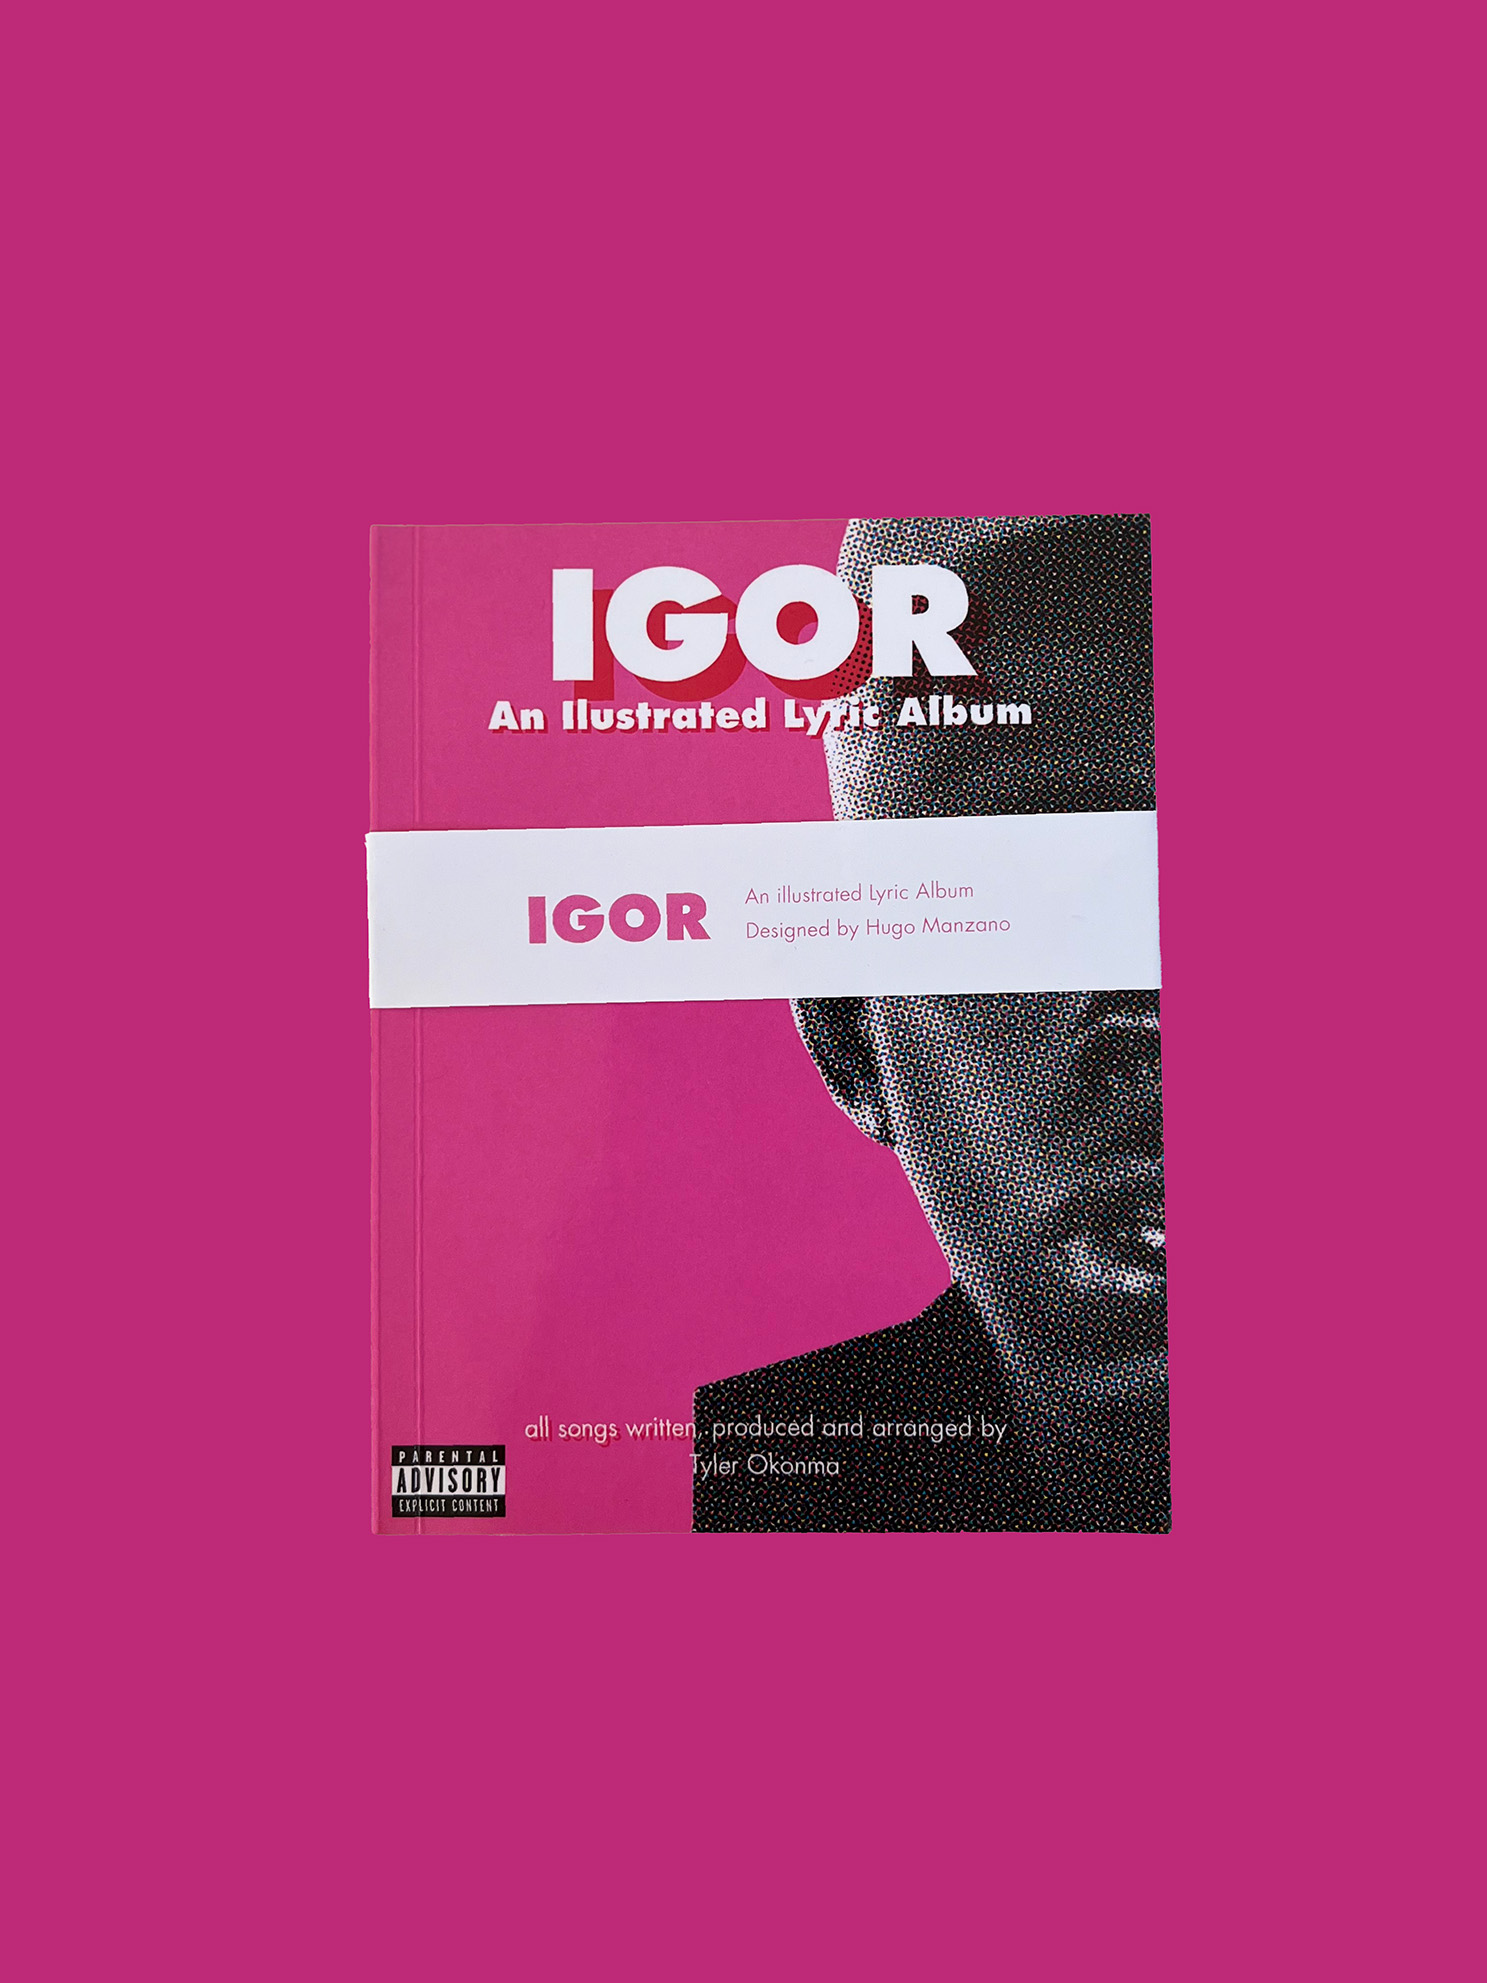 IGOR
An Ilustrated Lyric Album
IGOR
An illustrated Lyric Album
Designed by Hugo Manzano
all songs written, produced and arranged by
Tyler Okonma
PARENTAL
ADVISORY
EXPLICIT CONTENT